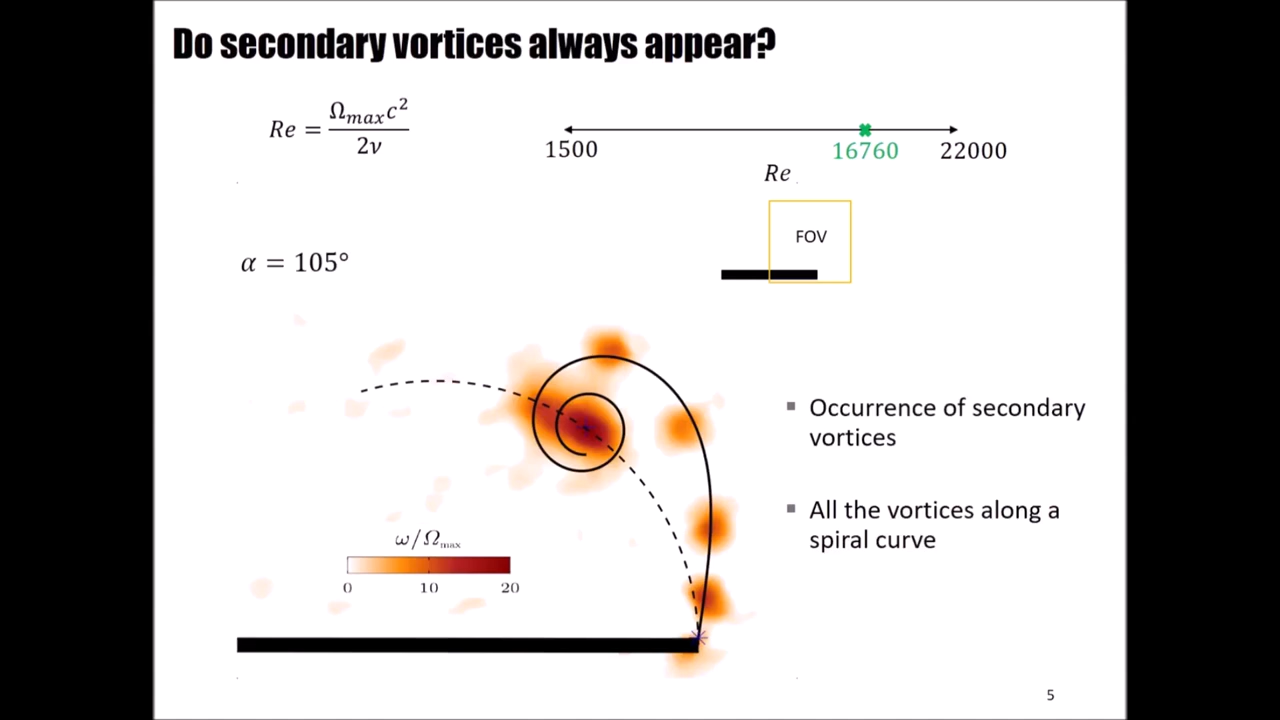 Do secondary vortices always appear?
Re = Ω_max c² / 2ν
1500
16760
22000
Re
FOV
α = 105°
Occurrence of secondary
vortices
All the vortices along a
spiral curve
ω/Ω_max
0 10 20
5